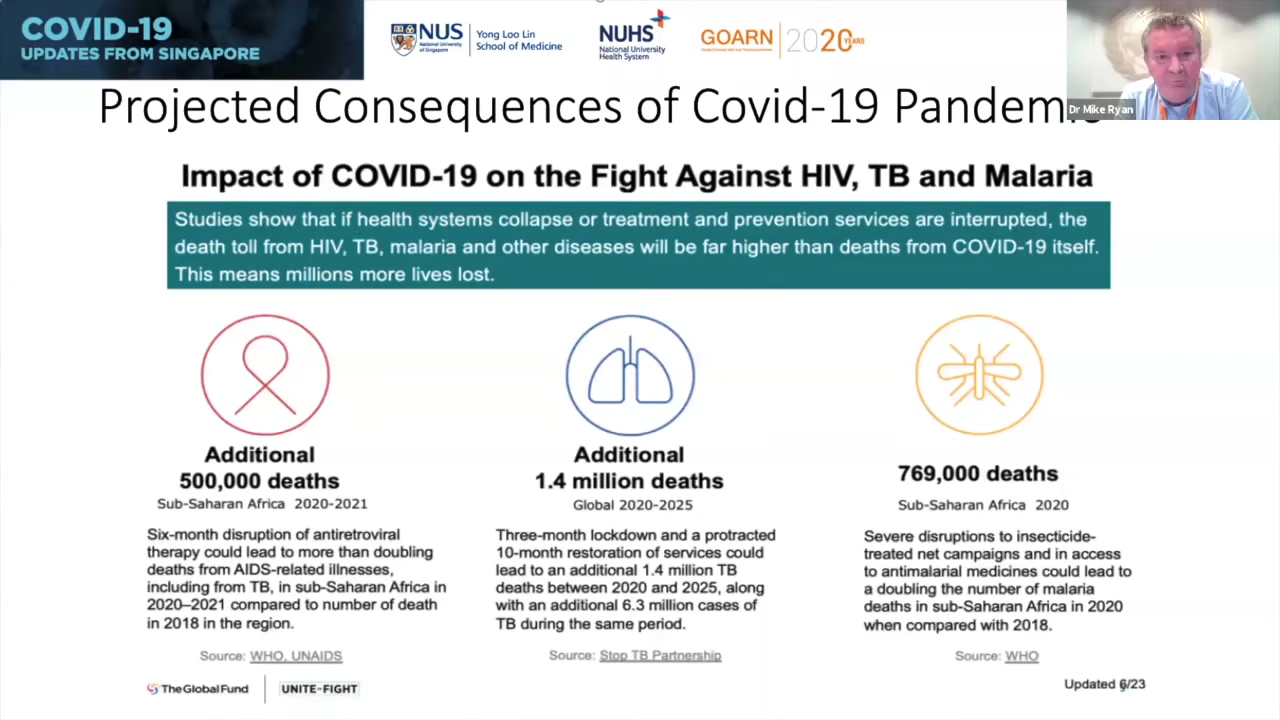 COVID-19
UPDATES FROM SINGAPORE
NUS
National University
of Singapore
Yong Loo Lin
School of Medicine
NUHS
National University
Health System
GOARN
2020 YEARS
Dr Mike Ryan
Projected Consequences of Covid-19
Impact of COVID-19 on the Fight Against HIV, TB and Malaria
Studies show that if health systems collapse or treatment and prevention services are interrupted, the
death toll from HIV, TB, malaria and other diseases will be far higher than deaths from COVID-19 itself.
This means millions more lives lost.
Additional
500,000 deaths
Sub-Saharan Africa 2020-2021
Six-month disruption of antiretroviral
therapy could lead to more than doubling
deaths from AIDS-related illnesses,
including from TB, in sub-Saharan Africa in
2020–2021 compared to number of death
in 2018 in the region.
Source: WHO, UNAIDS
Additional
1.4 million deaths
Global 2020-2025
Three-month lockdown and a protracted
10-month restoration of services could
lead to an additional 1.4 million TB
deaths between 2020 and 2025, along
with an additional 6.3 million cases of
TB during the same period.
Source: Stop TB Partnership
769,000 deaths
Sub-Saharan Africa 2020
Severe disruptions to insecticide-
treated net campaigns and in access
to antimalarial medicines could lead to
a doubling the number of malaria
deaths in sub-Saharan Africa in 2020
when compared with 2018.
Source: WHO
The Global Fund
UNITE TO FIGHT
Updated 6/23